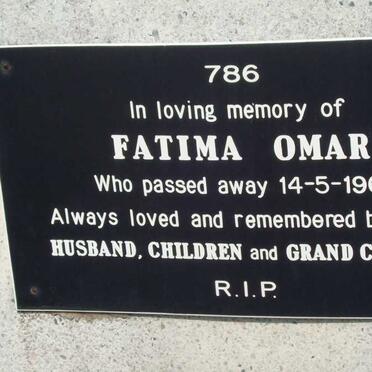 786
In loving memory of
FATIMA OMAR
Who passed away 14-5-196
Always loved and remembered
HUSBAND, CHILDREN and GRAND C
R.I.P.